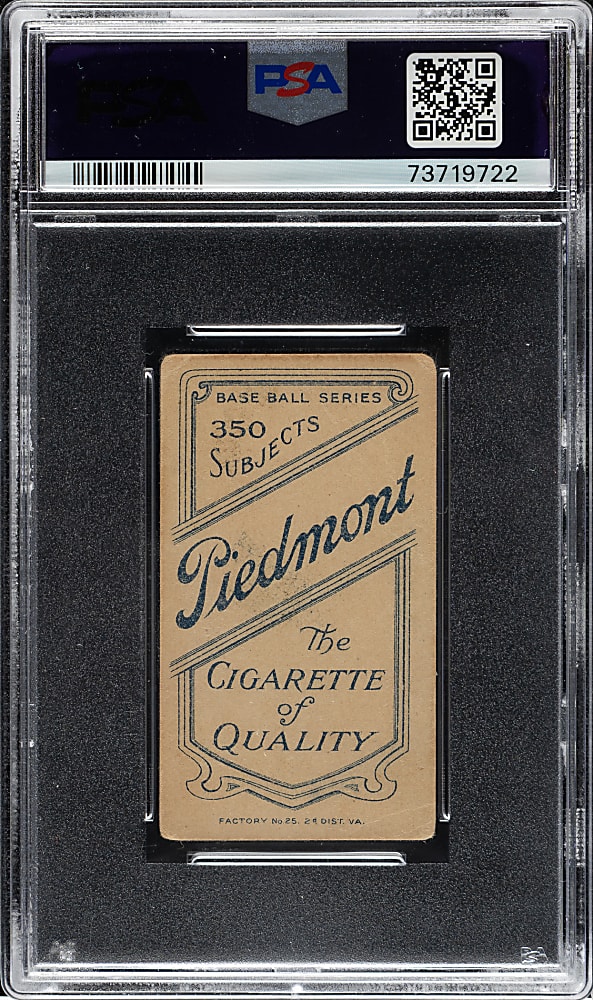 PSA
73719722
BASE BALL SERIES
350
SUBJECTS
Piedmont
The
CIGARETTE
of
QUALITY
FACTORY No 25. 2d DIST. VA.